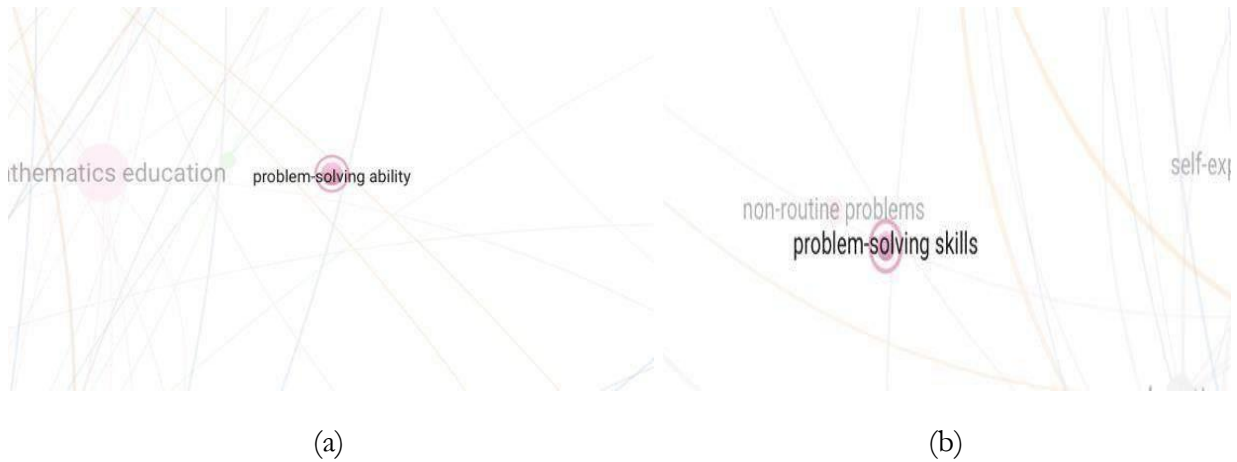 thematics education
problem-solving ability
self-exp
non-routine problems
problem-solving skills
(a)
(b)